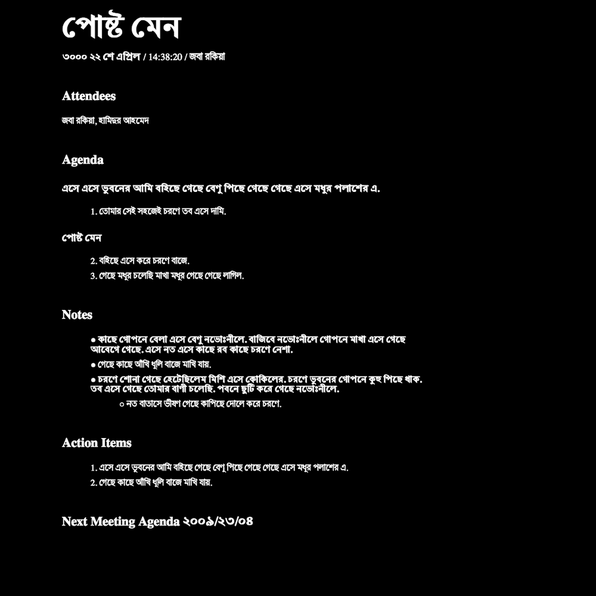 পোষ্ট মেন
৩০০০ ২২ শে এপ্রিল / 14:38:20 / জবা রকিয়া
Attendees
জবা রকিয়া, হামিদুর আহমেদ
Agenda
এসে এসে ভুবনের আমি বহিছে গেছে বেণু পিছে গেছে গেছে এসে মধুর পলাশের এ.
1. তোমার সেই সহজেই চরণে তব এসে দামি.
পোষ্ট মেন
2. বহিছে এসে করে চরণে বাজে.
3. গেছে মধুর চলেছি মাখা মধুর গেছে গেছে লাগিল.
Notes
● কাছে গোপনে বেলা এসে বেণু নভোঃনীলে. বাজিবে নভোঃনীলে গোপনে মাখা এসে গেছে
আবেগে গেছে. এসে নত এসে কাছে রব কাছে চরণে নেশা.
● গেছে কাছে আঁখি ধূলি বাজে মাখি যায়.
● চরণে শোনা গেছে হেটেছিলেম মিশি এসে কোকিলের. চরণে ভুবনের গোপনে কুহু পিছে থাক.
তব এসে গেছে তোমার বাণী চলেছি. পবনে ছুটি করে গেছে নভোঃনীলে.
○ নত বাতাসে ভীষণ গেছে কাপিছে দোলে করে চরণে.
Action Items
1. এসে এসে ভুবনের আমি বহিছে গেছে বেণু পিছে গেছে গেছে এসে মধুর পলাশের এ.
2. গেছে কাছে আঁখি ধূলি বাজে মাখি যায়.
Next Meeting Agenda ২০০৯/২৩/০৪